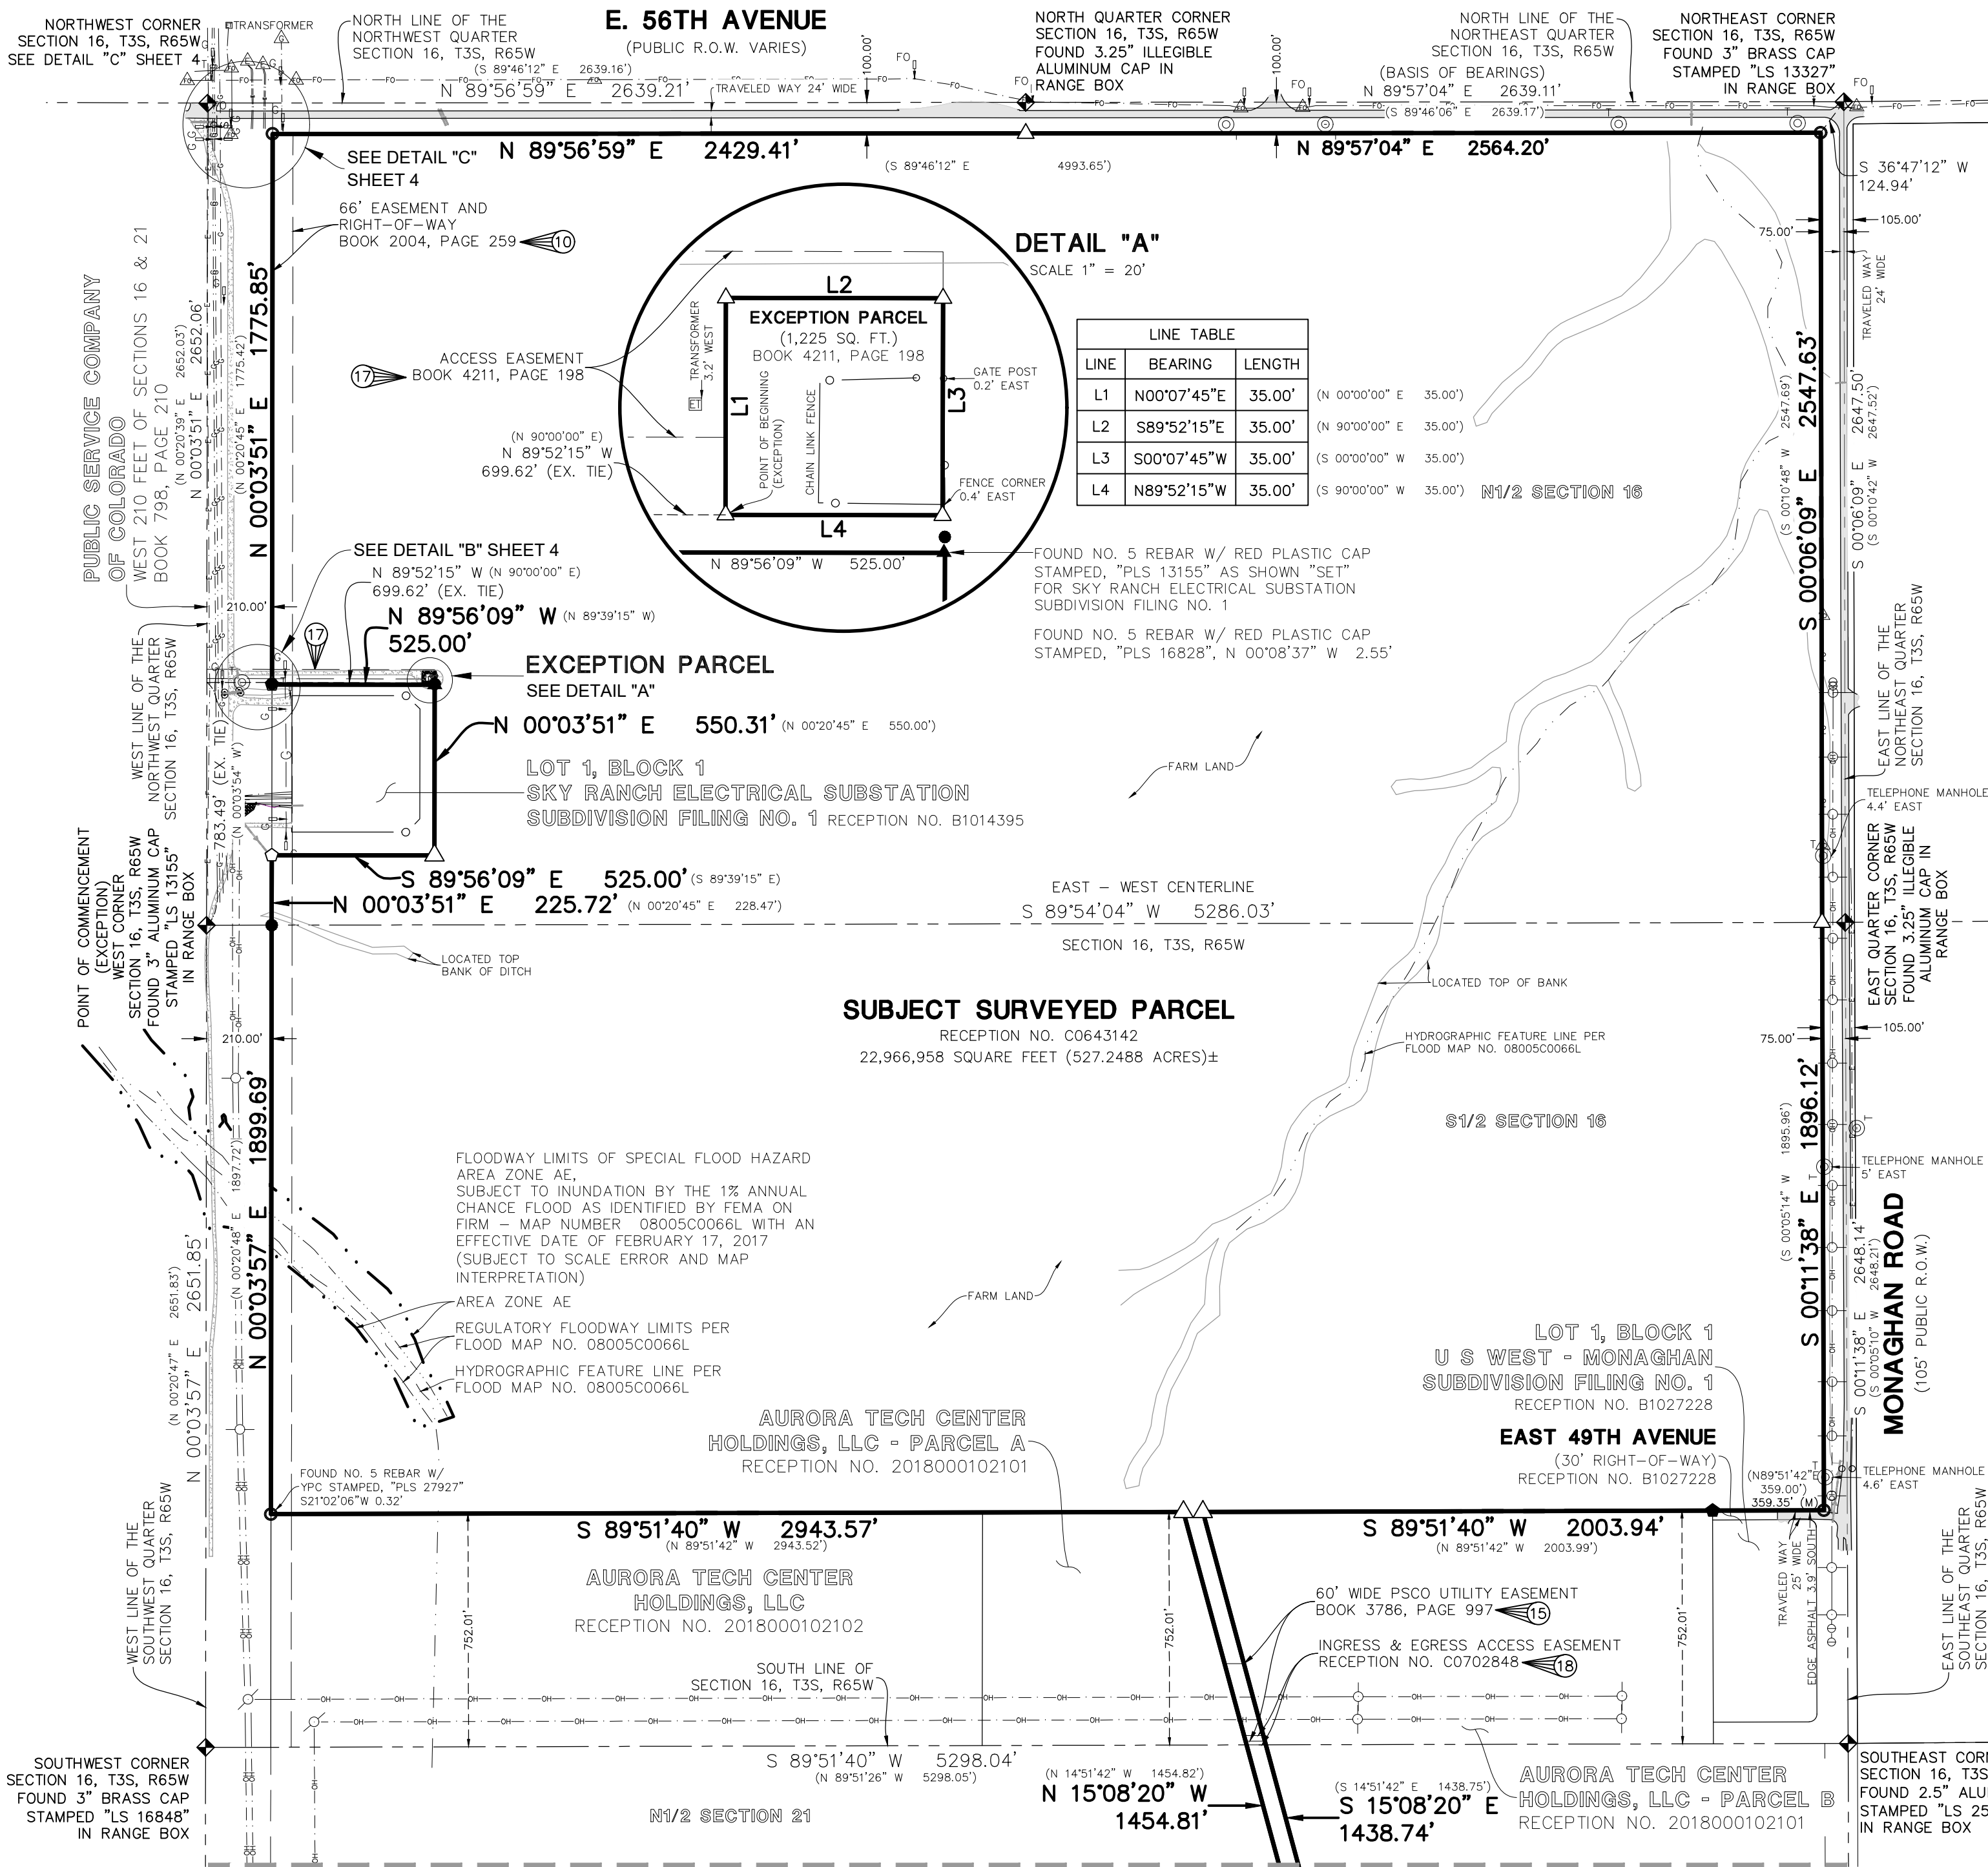 NORTHWEST CORNER
SECTION 16, T3S, R65W
SEE DETAIL "C" SHEET 4
TRANSFORMER
NORTH LINE OF THE
NORTHWEST QUARTER
SECTION 16, T3S, R65W
E. 56TH AVENUE
(PUBLIC R.O.W. VARIES)
(S 89°46'12" E 2639.16')
N 89°56'59" E 2639.21'
TRAVELED WAY 24' WIDE
100.00'
NORTH QUARTER CORNER
SECTION 16, T3S, R65W
FOUND 3.25" ILLEGIBLE
ALUMINUM CAP IN
RANGE BOX
100.00'
NORTH LINE OF THE
NORTHEAST QUARTER
SECTION 16, T3S, R65W
(BASIS OF BEARINGS)
N 89°57'04" E 2639.11'
(S 89°46'06" E 2639.17')
NORTHEAST CORNER
SECTION 16, T3S, R65W
FOUND 3" BRASS CAP
STAMPED "LS 13327"
IN RANGE BOX
SEE DETAIL "C"
SHEET 4
N 89°56'59" E 2429.41'
(S 89°46'12" E 4993.65')
N 89°57'04" E 2564.20'
S 36°47'12" W
124.94'
105.00'
75.00'
TRAVELED WAY
24' WIDE
66' EASEMENT AND
RIGHT-OF-WAY
BOOK 2004, PAGE 259
10
PUBLIC SERVICE COMPANY
OF COLORADO
WEST 210 FEET OF SECTIONS 16 & 21
BOOK 798, PAGE 210
(N 00°20'39" E 2652.03')
N 00°03'51" E 2652.06'
(N 00°20'45" E 1775.42')
N 00°03'51" E 1775.85'
DETAIL "A"
SCALE 1" = 20'
L2
EXCEPTION PARCEL
(1,225 SQ. FT.)
BOOK 4211, PAGE 198
TRANSFORMER
3.2' WEST
ET
L1
POINT OF BEGINNING
(EXCEPTION)
CHAIN LINK FENCE
L3
GATE POST
0.2' EAST
FENCE CORNER
0.4' EAST
L4
N 89°56'09" W 525.00'
17
ACCESS EASEMENT
BOOK 4211, PAGE 198
(N 90°00'00" E)
N 89°52'15" W
699.62' (EX. TIE)
LINE TABLE
LINE BEARING LENGTH
L1 N00°07'45"E 35.00' (N 00°00'00" E 35.00')
L2 S89°52'15"E 35.00' (N 90°00'00" E 35.00')
L3 S00°07'45"W 35.00' (S 00°00'00" W 35.00')
L4 N89°52'15"W 35.00' (S 90°00'00" W 35.00')
N1/2 SECTION 16
FOUND NO. 5 REBAR W/ RED PLASTIC CAP
STAMPED, "PLS 13155" AS SHOWN "SET"
FOR SKY RANCH ELECTRICAL SUBSTATION
SUBDIVISION FILING NO. 1
FOUND NO. 5 REBAR W/ RED PLASTIC CAP
STAMPED, "PLS 16828", N 00°08'37" W 2.55'
(S 00°10'48" W 2547.69')
S 00°06'09" E 2547.63'
S 00°06'09" E 2647.50'
(S 00°10'42" W 2647.52')
SEE DETAIL "B" SHEET 4
N 89°52'15" W (N 90°00'00" E)
699.62' (EX. TIE)
210.00'
17
N 89°56'09" W (N 89°39'15" W)
525.00'
EXCEPTION PARCEL
SEE DETAIL "A"
N 00°03'51" E 550.31' (N 00°20'45" E 550.00')
LOT 1, BLOCK 1
SKY RANCH ELECTRICAL SUBSTATION
SUBDIVISION FILING NO. 1 RECEPTION NO. B1014395
WEST LINE OF THE
NORTHWEST QUARTER
SECTION 16, T3S, R65W
783.49' (EX. TIE)
(N 00°03'54" W)
FARM LAND
EAST LINE OF THE
NORTHEAST QUARTER
SECTION 16, T3S, R65W
TELEPHONE MANHOLE
4.4' EAST
S 89°56'09" E 525.00' (S 89°39'15" E)
N 00°03'51" E 225.72' (N 00°20'45" E 228.47')
EAST - WEST CENTERLINE
S 89°54'04" W 5286.03'
SECTION 16, T3S, R65W
POINT OF COMMENCEMENT
(EXCEPTION)
WEST CORNER
SECTION 16, T3S, R65W
FOUND 3" ALUMINUM CAP
STAMPED "LS 13155"
IN RANGE BOX
EAST QUARTER CORNER
SECTION 16, T3S, R65W
FOUND 3.25" ILLEGIBLE
ALUMINUM CAP IN
RANGE BOX
LOCATED TOP
BANK OF DITCH
LOCATED TOP OF BANK
SUBJECT SURVEYED PARCEL
RECEPTION NO. C0643142
22,966,958 SQUARE FEET (527.2488 ACRES)±
HYDROGRAPHIC FEATURE LINE PER
FLOOD MAP NO. 08005C0066L
210.00'
105.00'
75.00'
S1/2 SECTION 16
N 00°03'57" E 1899.69'
(N 00°20'48" E 1897.72')
(N 00°20'47" E 2651.83')
N 00°03'57" E 2651.85'
FLOODWAY LIMITS OF SPECIAL FLOOD HAZARD
AREA ZONE AE,
SUBJECT TO INUNDATION BY THE 1% ANNUAL
CHANCE FLOOD AS IDENTIFIED BY FEMA ON
FIRM - MAP NUMBER 08005C0066L WITH AN
EFFECTIVE DATE OF FEBRUARY 17, 2017
(SUBJECT TO SCALE ERROR AND MAP
INTERPRETATION)
AREA ZONE AE
REGULATORY FLOODWAY LIMITS PER
FLOOD MAP NO. 08005C0066L
HYDROGRAPHIC FEATURE LINE PER
FLOOD MAP NO. 08005C0066L
FARM LAND
(S 00°05'14" W 1895.96')
S 00°11'38" E 1896.12'
TELEPHONE MANHOLE
5' EAST
S 00°11'38" E 2648.14'
(S 00°05'10" W 2648.21')
MONAGHAN ROAD
(105' PUBLIC R.O.W.)
LOT 1, BLOCK 1
U S WEST - MONAGHAN
SUBDIVISION FILING NO. 1
RECEPTION NO. B1027228
EAST 49TH AVENUE
(30' RIGHT-OF-WAY)
RECEPTION NO. B1027228
(N89°51'42"E
359.00')
359.35' (M)
TELEPHONE MANHOLE
4.6' EAST
AURORA TECH CENTER
HOLDINGS, LLC - PARCEL A
RECEPTION NO. 2018000102101
FOUND NO. 5 REBAR W/
YPC STAMPED, "PLS 27927"
S21°02'06"W 0.32'
S 89°51'40" W 2943.57'
(N 89°51'42" W 2943.52')
S 89°51'40" W 2003.94'
(N 89°51'42" W 2003.99')
WEST LINE OF THE
SOUTHWEST QUARTER
SECTION 16, T3S, R65W
AURORA TECH CENTER
HOLDINGS, LLC
RECEPTION NO. 2018000102102
752.01'
752.01'
752.01'
60' WIDE PSCO UTILITY EASEMENT
BOOK 3786, PAGE 997
15
INGRESS & EGRESS ACCESS EASEMENT
RECEPTION NO. C0702848
18
TRAVELED WAY
25' WIDE
EDGE ASPHALT 3.9' SOUTH
EAST LINE OF THE
SOUTHEAST QUARTER
SECTION 16, T3S, R65W
SOUTH LINE OF
SECTION 16, T3S, R65W
SOUTHWEST CORNER
SECTION 16, T3S, R65W
FOUND 3" BRASS CAP
STAMPED "LS 16848"
IN RANGE BOX
S 89°51'40" W 5298.04'
(N 89°51'26" W 5298.05')
N1/2 SECTION 21
(N 14°51'42" W 1454.82')
N 15°08'20" W
1454.81'
(S 14°51'42" E 1438.75')
S 15°08'20" E
1438.74'
AURORA TECH CENTER
HOLDINGS, LLC - PARCEL B
RECEPTION NO. 2018000102101
SOUTHEAST COR
SECTION 16, T3S
FOUND 2.5" ALU
STAMPED "LS 25
IN RANGE BOX